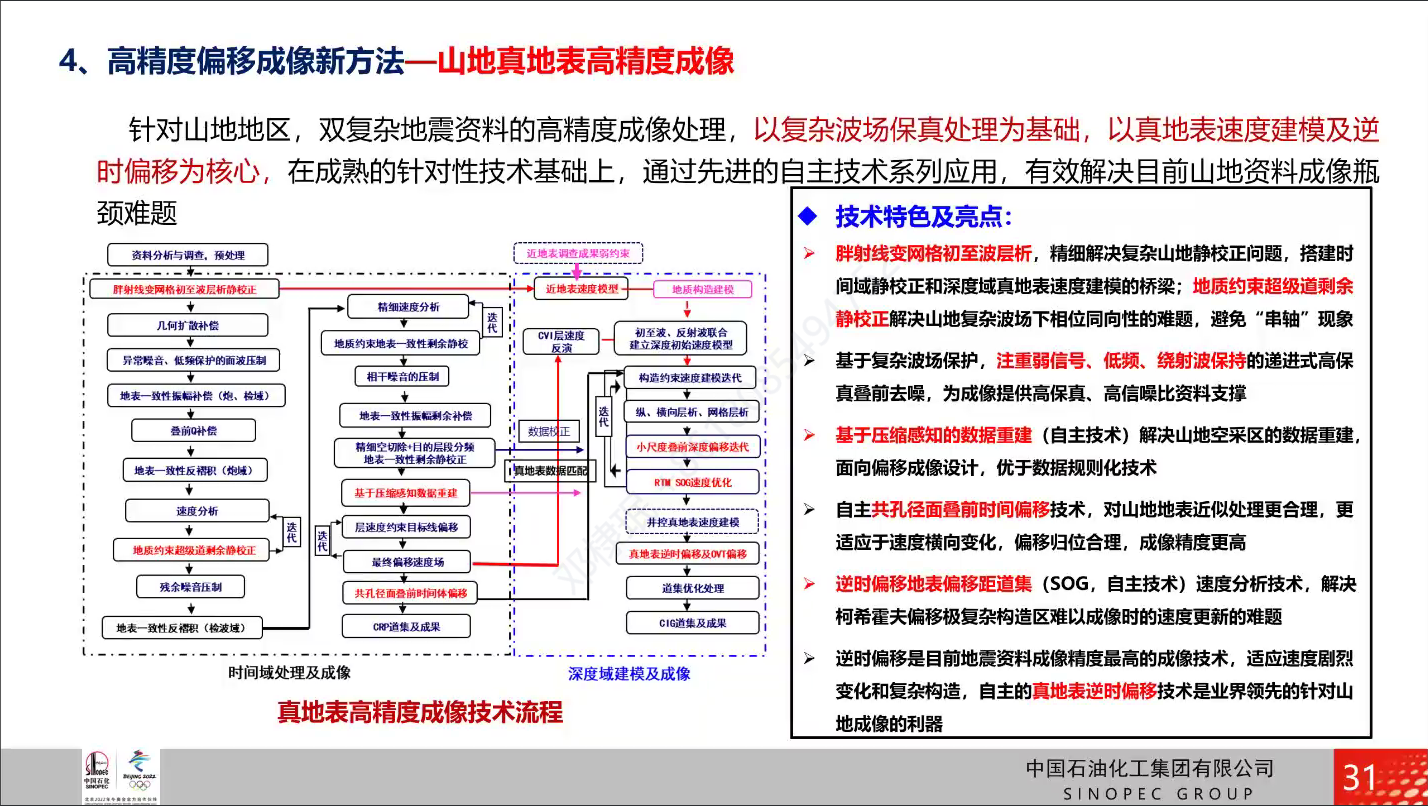 4、高精度偏移成像新方法—山地真地表高精度成像
针对山地地区，双复杂地震资料的高精度成像处理，以复杂波场保真处理为基础，以真地表速度建模及逆
时偏移为核心，在成熟的针对性技术基础上，通过先进的自主技术系列应用，有效解决目前山地资料成像瓶
颈难题
资料分析与调查，预处理
胖射线变网格初至波层析静校正
几何扩散补偿
异常噪音、低频保护的面波压制
地表一致性振幅补偿（炮、检域）
叠前Q补偿
地表一致性反褶积（炮域）
速度分析
迭
代
地质约束超级道剩余静校正
残余噪音压制
地表一致性反褶积（检波域）
精细速度分析
迭
代
地质约束地表一致性剩余静校
相干噪音的压制
地表一致性振幅剩余补偿
精细空切除+目的层段分频
地表一致性剩余静校正
基于压缩感知数据重建
层速度约束目标线偏移
迭
代
最终偏移速度场
共孔径面叠前时间体偏移
CRP道集及成果
时间域处理及成像
近地表调查成果弱约束
近地表速度模型
地质构造建模
CVI层速度
反演
初至波、反射波联合
建立深度初始速度模型
构造约束速度建模迭代
迭
代
纵、横向层析、网格层析
数据校正
小尺度叠前深度偏移迭代
真地表数据匹配
RTM SOG速度优化
井控真地表速度建模
真地表逆时偏移及OVT偏移
道集优化处理
CIG道集及成果
深度域建模及成像
真地表高精度成像技术流程
技术特色及亮点：
胖射线变网格初至波层析，精细解决复杂山地静校正问题，搭建时
间域静校正和深度域真地表速度建模的桥梁；地质约束超级道剩余
静校正解决山地复杂波场下相位同向性的难题，避免“串轴”现象
基于复杂波场保护，注重弱信号、低频、绕射波保持的递进式高保
真叠前去噪，为成像提供高保真、高信噪比资料支撑
基于压缩感知的数据重建（自主技术）解决山地空采区的数据重建，
面向偏移成像设计，优于数据规则化技术
自主共孔径面叠前时间偏移技术，对山地地表近似处理更合理，更
适应于速度横向变化，偏移归位合理，成像精度更高
逆时偏移地表偏移距道集（SOG，自主技术）速度分析技术，解决
柯希霍夫偏移极复杂构造区难以成像时的速度更新的难题
逆时偏移是目前地震资料成像精度最高的成像技术，适应速度剧烈
变化和复杂构造，自主的真地表逆时偏移技术是业界领先的针对山
地成像的利器
中国石化
SINOPEC
BEIJING 2022
北京2022年冬奥会官方合作伙伴
中国石油化工集团有限公司
SINOPEC GROUP
31